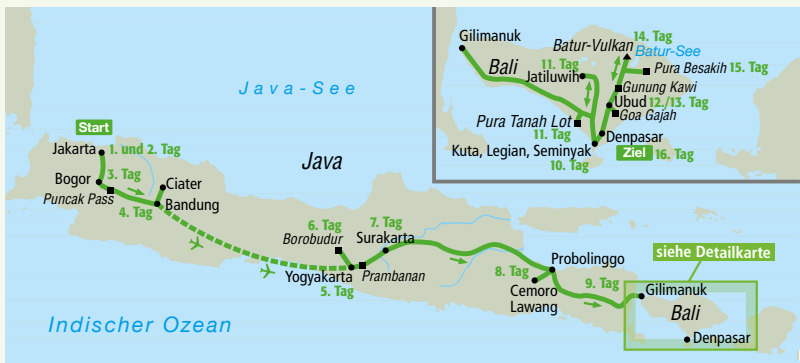 Java-See
Start
Jakarta
1. und 2. Tag
Bogor
3. Tag
Puncak Pass
4. Tag
Ciater
Bandung
Java
6. Tag
Borobudur
7. Tag
Surakarta
Yogyakarta
Prambanan
5. Tag
8. Tag
Cemoro
Lawang
Probolinggo
9. Tag
siehe Detailkarte
Gilimanuk
Bali
Denpasar
Indischer Ozean
Gilimanuk
Bali
14. Tag
Batur-Vulkan
Batur-See
11. Tag
Jatiluwih
Pura Besakih
15. Tag
Gunung Kawi
Ubud
12./13. Tag
Goa Gajah
Pura Tanah Lot
11. Tag
Denpasar
Kuta, Legian, Seminyak
Ziel
16. Tag
10. Tag